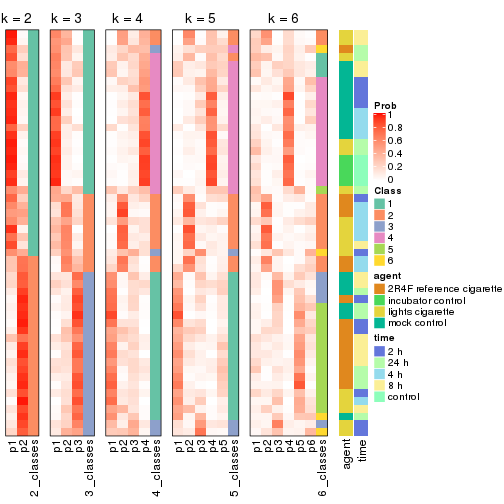 k = 2 k = 3 k = 4 k = 5 k = 6
Prob
1
0.8
0.6
0.4
0.2
0
Class
1
2
3
4
5
6
agent
2R4F reference cigarette
incubator control
lights cigarette
mock control
time
2 h
24 h
4 h
8 h
control
p1 p2 2_classes p1 p2 p3 3_classes p1 p2 p3 p4 4_classes p1 p2 p3 p4 p5 5_classes p1 p2 p3 p4 p5 p6 6_classes agent time